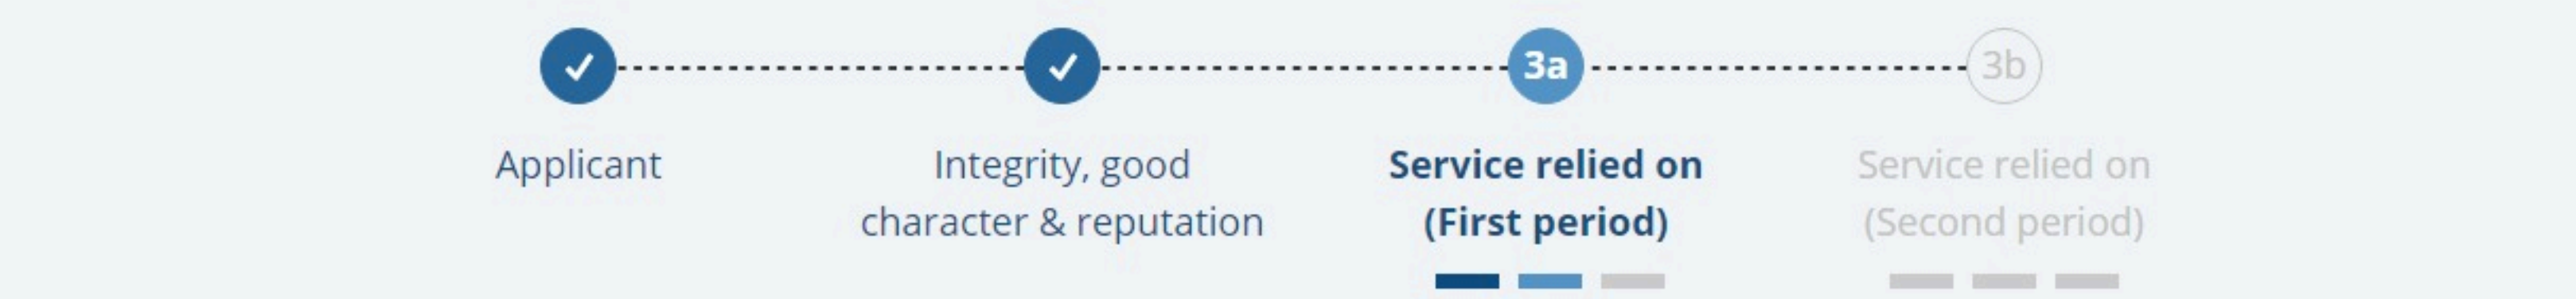 3a
3b
Applicant
Integrity, good
character & reputation
Service relied on
(First period)
Service relied on
(Second period)